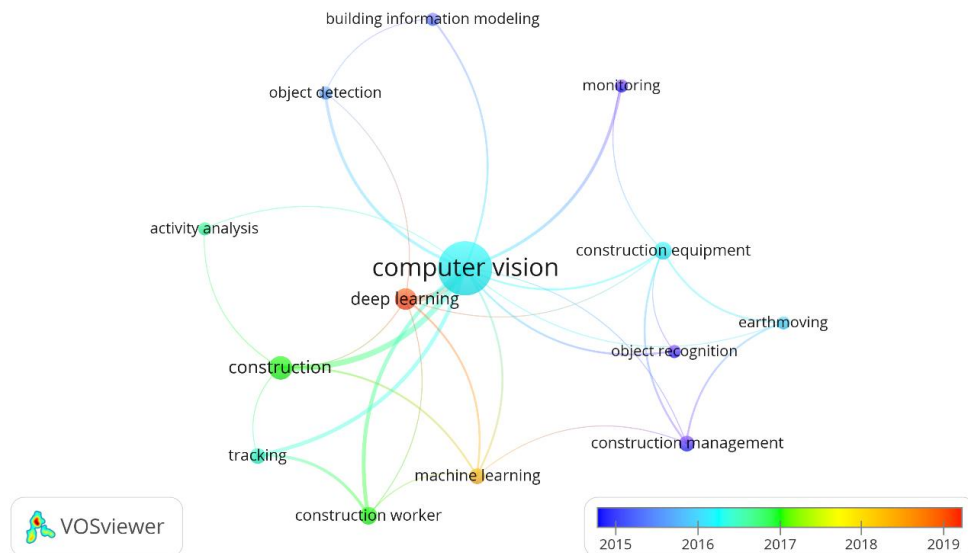 building information modeling
monitoring
object detection
activity analysis
construction equipment
computer vision
deep learning
earthmoving
object recognition
construction
construction management
tracking
machine learning
construction worker
VOSviewer
2015 2016 2017 2018 2019